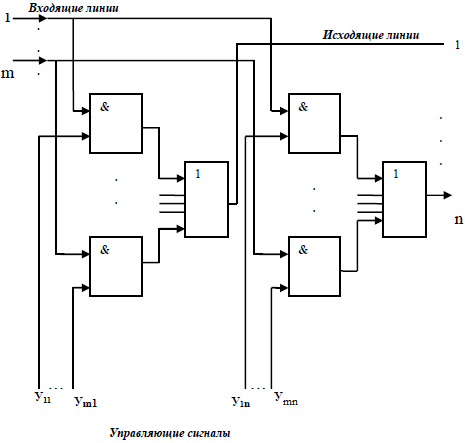 Входящие линии
1
m
Исходящие линии
1
&
&
1
1
n
&
&
y11 ... ym1
y1n ... ymn
Управляющие сигналы